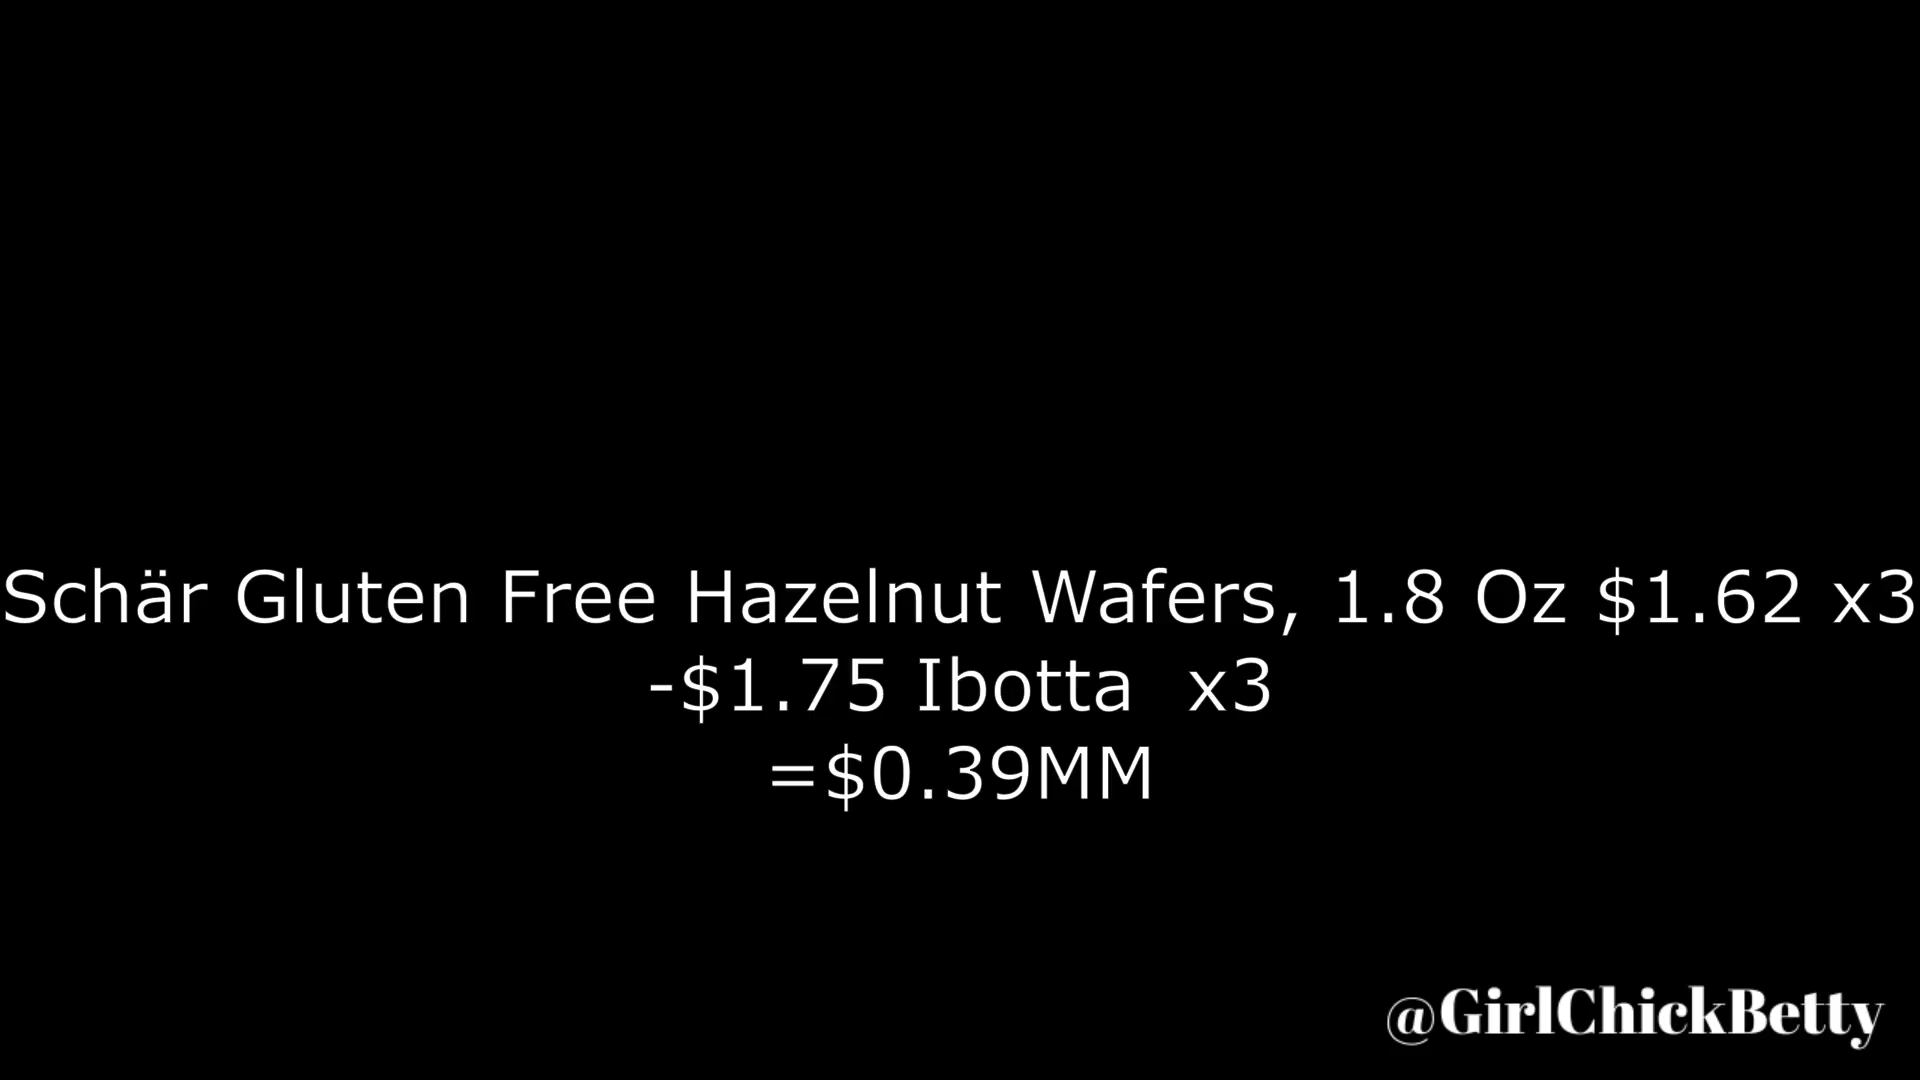 Schär Gluten Free Hazelnut Wafers, 1.8 Oz $1.62 x3
-$1.75 Ibotta  x3
=$0.39MM
@GirlChickBetty